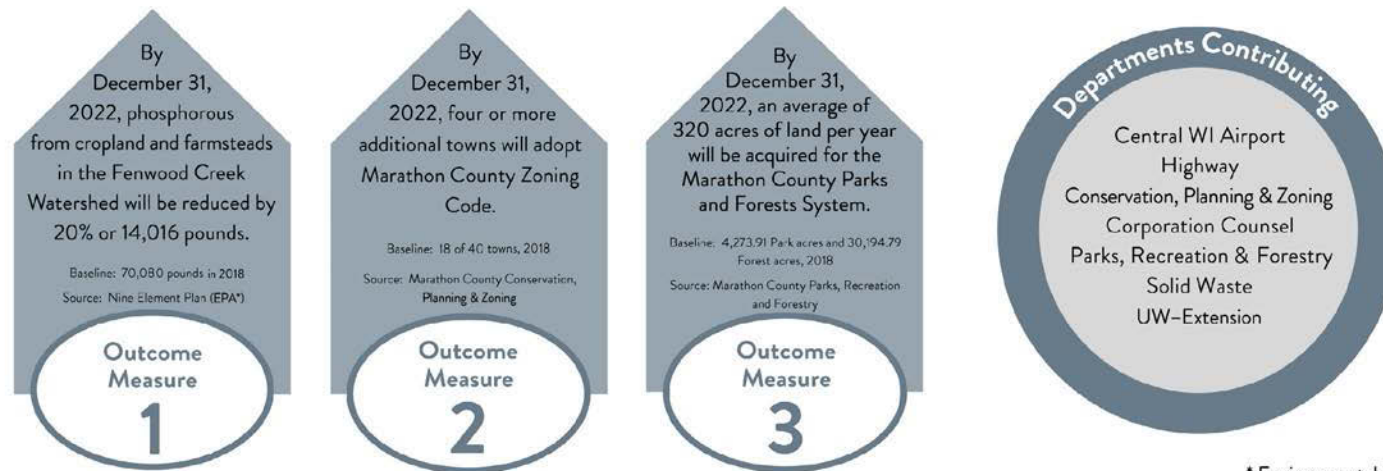 By
December 31,
2022, phosphorous
from cropland and farmsteads
in the Fenwood Creek
Watershed will be reduced by
20% or 14,016 pounds.
Baseline: 70,080 pounds in 2018
Source: Nine Element Plan (EPA*)
Outcome
Measure
1
By
December 31,
2022, four or more
additional towns will adopt
Marathon County Zoning
Code.
Baseline: 18 of 40 towns, 2018
Source: Marathon County Conservation,
Planning & Zoning
Outcome
Measure
2
By
December 31,
2022, an average of
320 acres of land per year
will be acquired for the
Marathon County Parks
and Forests System.
Baseline: 4,273.91 Park acres and 30,194.79
Forest acres, 2018
Source: Marathon County Parks, Recreation
and Forestry
Outcome
Measure
3
Departments Contributing
Central WI Airport
Highway
Conservation, Planning & Zoning
Corporation Counsel
Parks, Recreation & Forestry
Solid Waste
UW–Extension